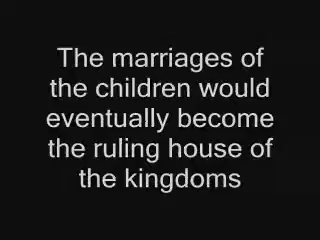 The marriages of
the children would
eventually become
the ruling house of
the kingdoms